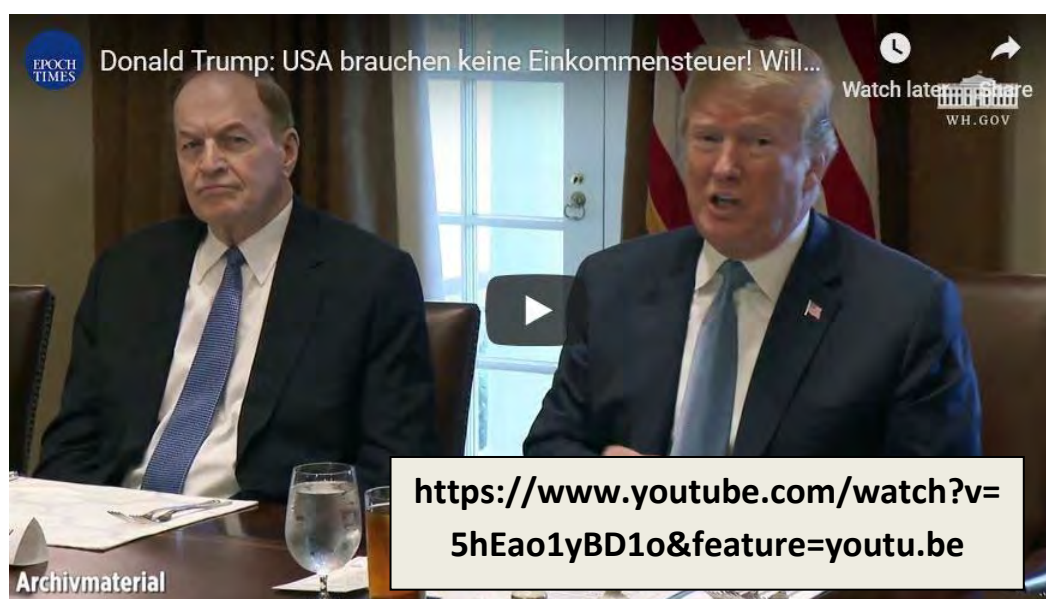 EPOCH
TIMES
Donald Trump: USA brauchen keine Einkommensteuer! Will...
Watch later
Share
WH.GOV
https://www.youtube.com/watch?v=
5hEao1yBD1o&feature=youtu.be
Archivmaterial